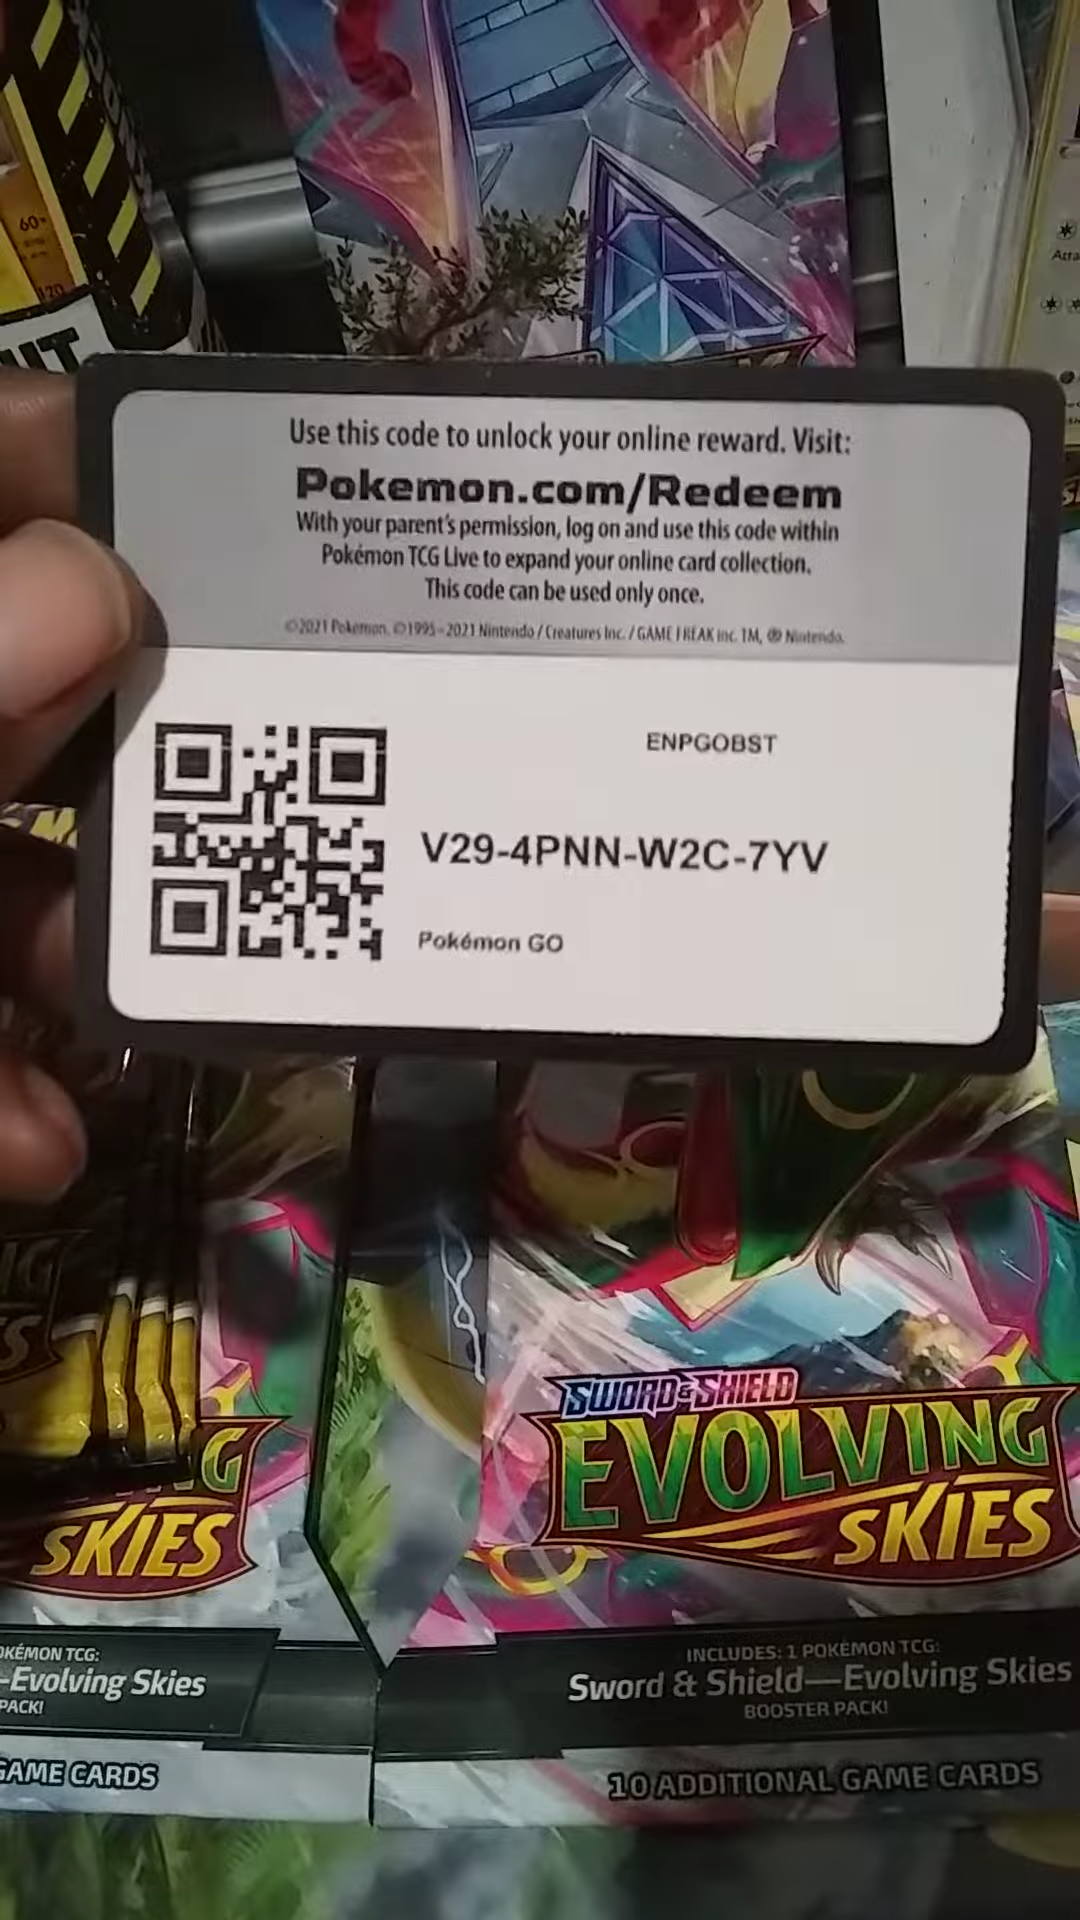 60+
120
Use this code to unlock your online reward. Visit:
Pokemon.com/Redeem
With your parent's permission, log on and use this code within
Pokémon TCG Live to expand your online card collection.
This code can be used only once.
©2021 Pokémon. ©1995–2021 Nintendo / Creatures Inc. / GAME FREAK inc. TM, ® Nintendo.
ENPGOBST
V29-4PNN-W2C-7YV
Pokémon GO
SWORD & SHIELD
EVOLVING
SKIES
SKIES
POKÉMON TCG:
—Evolving Skies
PACK!
GAME CARDS
INCLUDES: 1 POKÉMON TCG:
Sword & Shield—Evolving Skies
BOOSTER PACK!
10 ADDITIONAL GAME CARDS